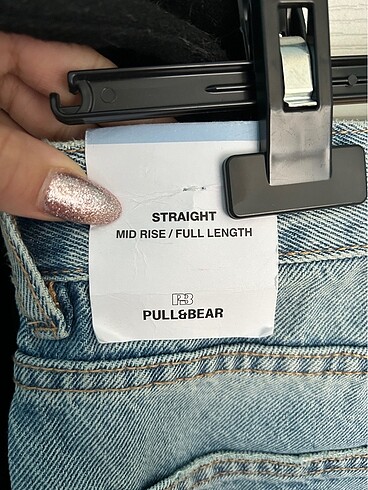 STRAIGHT
MID RISE / FULL LENGTH
P&B
PULL&BEAR